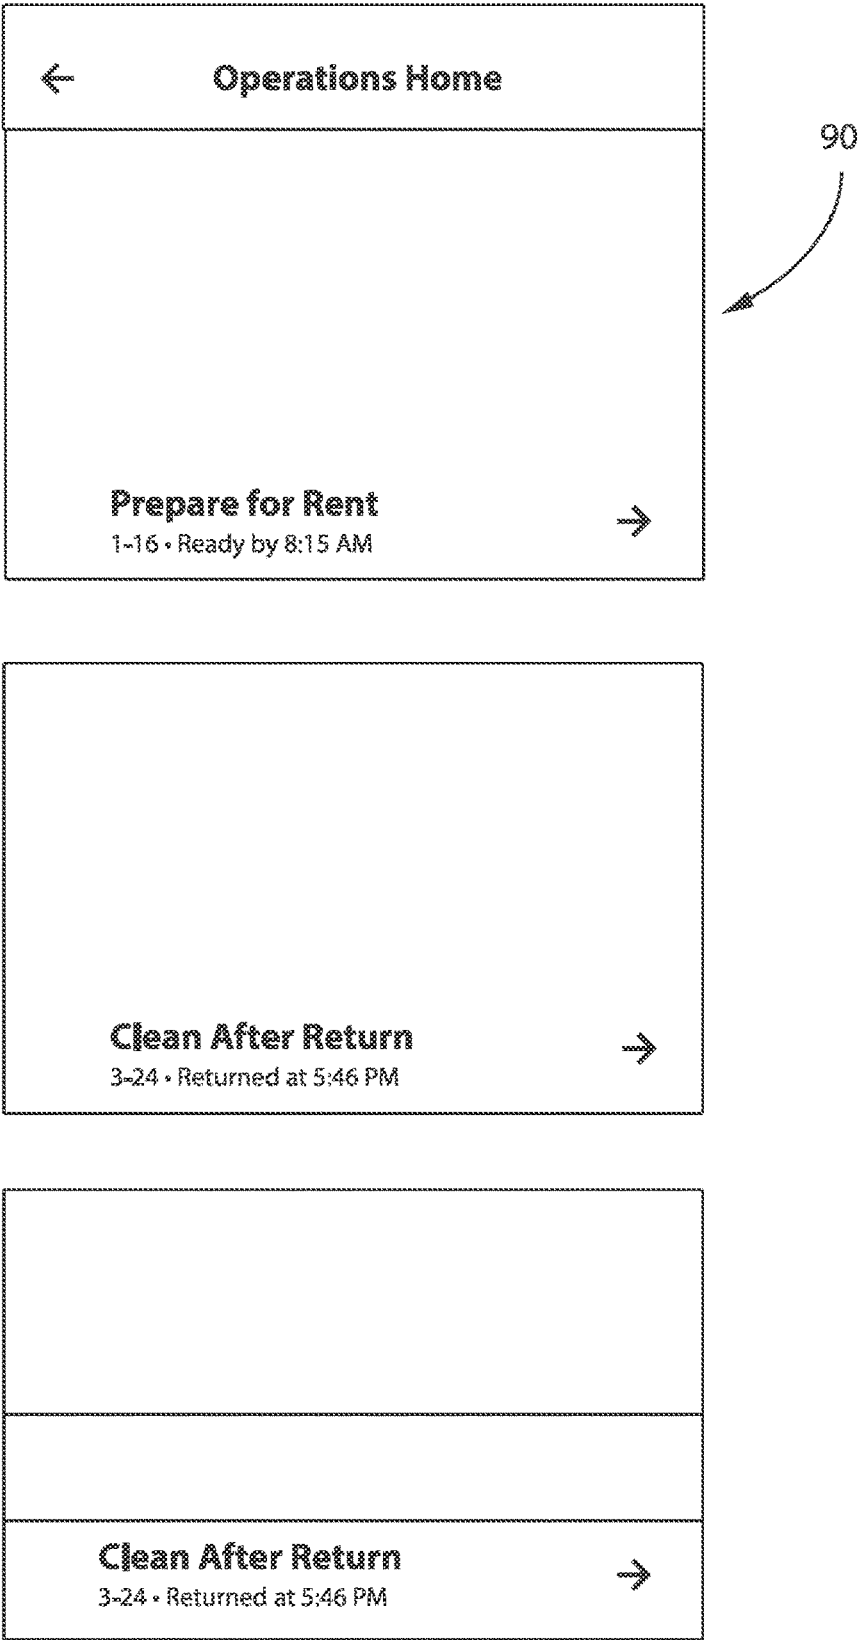 ← Operations Home
90
Prepare for Rent →
1-16 • Ready by 8:15 AM
Clean After Return →
3-24 • Returned at 5:46 PM
Clean After Return →
3-24 • Returned at 5:46 PM